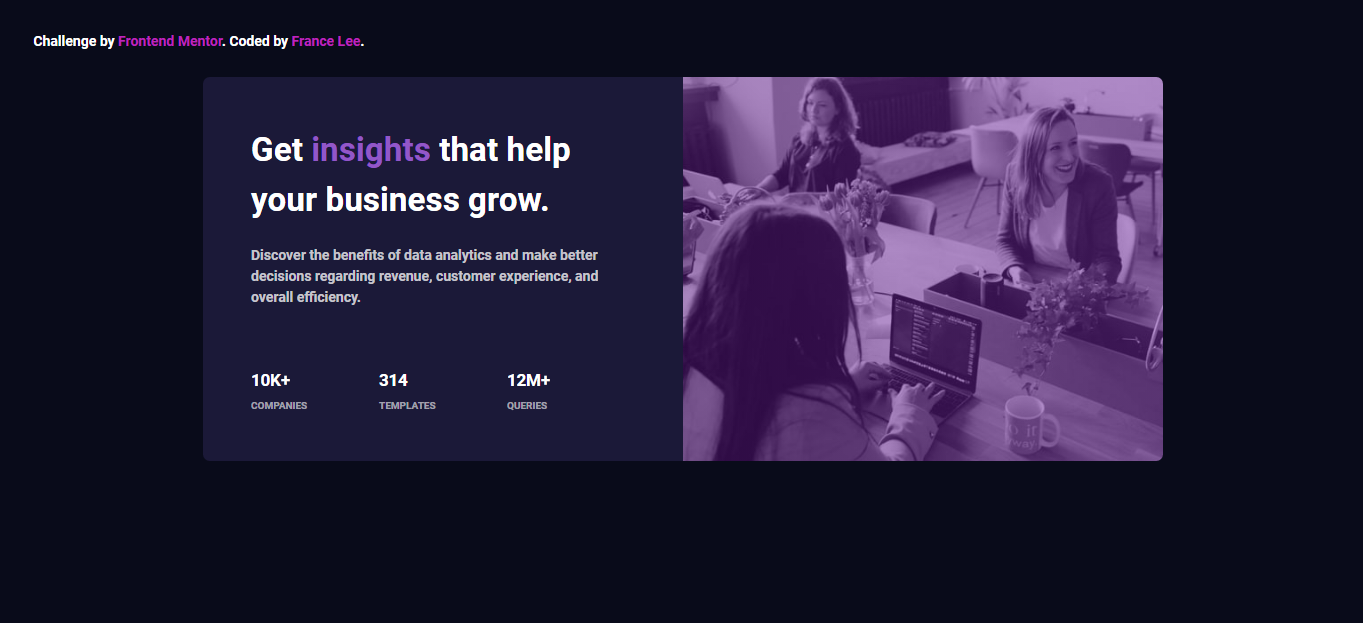 Challenge by Frontend Mentor. Coded by France Lee.
Get insights that help
your business grow.
Discover the benefits of data analytics and make better
decisions regarding revenue, customer experience, and
overall efficiency.
10K+ 314 12M+
COMPANIES TEMPLATES QUERIES